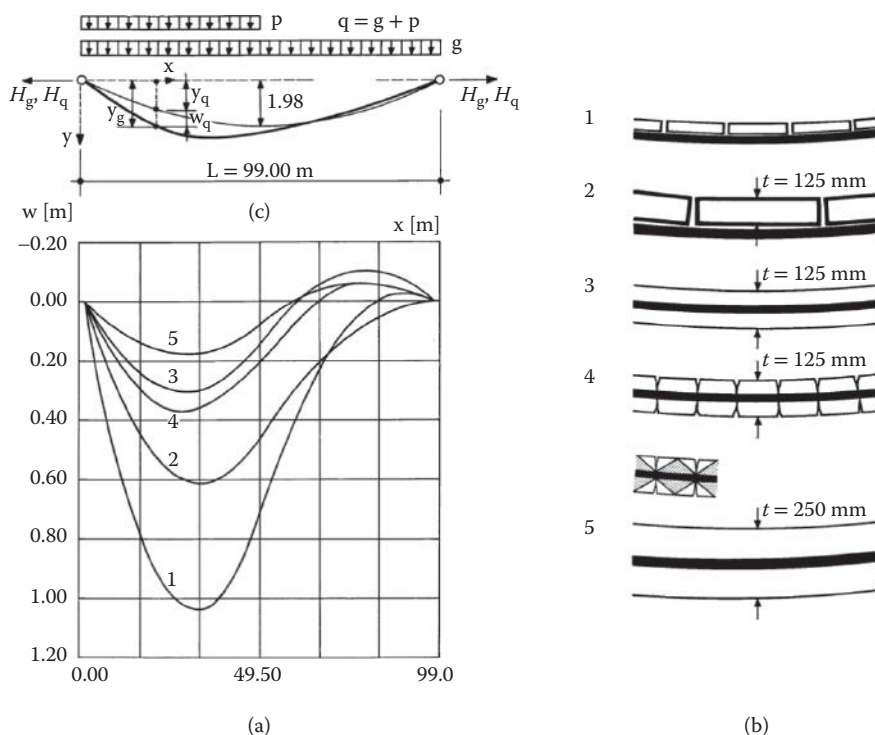 p q = g + p
g
x
H_g, H_q y_g y_q w_q 1.98 H_g, H_q
y
L = 99.00 m
(c)
w [m] x [m]
−0.20
0.00
0.20
0.40
0.60
0.80
1.00
1.20
5
3
4
2
1
0.00 49.50 99.0
(a)
1
2 t = 125 mm
3 t = 125 mm
4 t = 125 mm
5 t = 250 mm
(b)